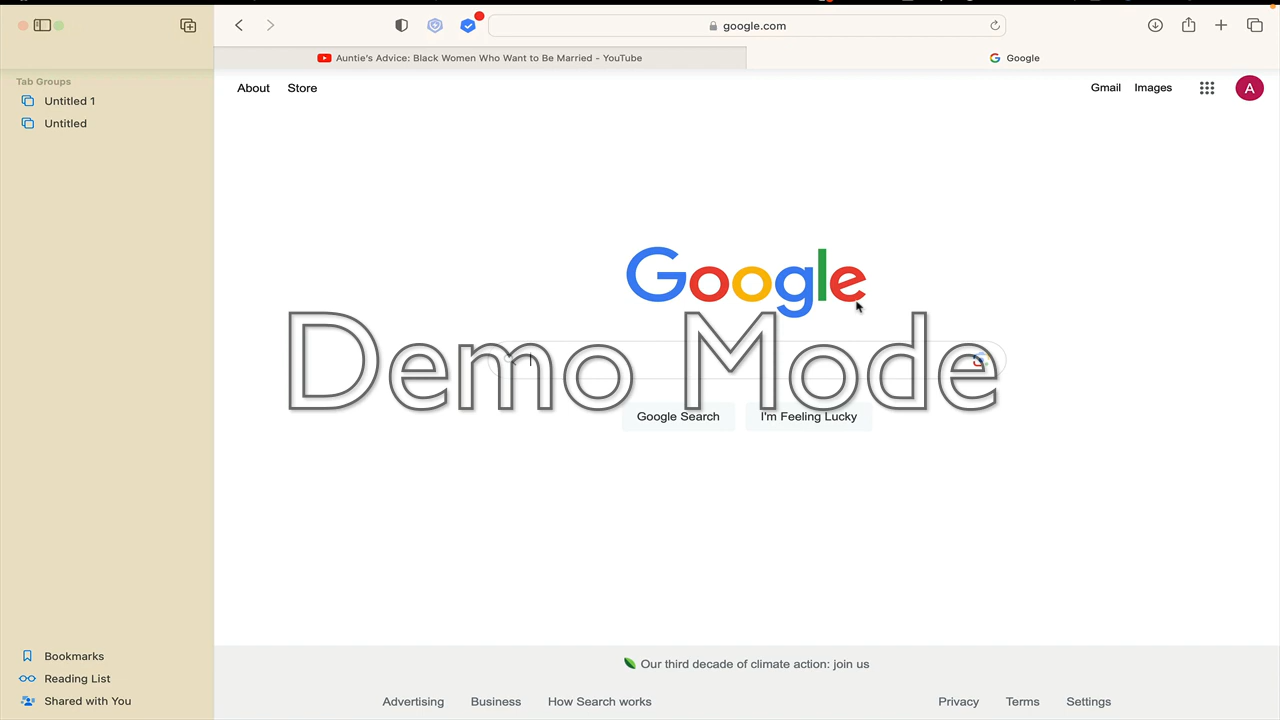 google.com
Auntie's Advice: Black Women Who Want to Be Married - YouTube
Google
Tab Groups
Untitled 1
Untitled
About
Store
Gmail
Images
A
Google
Demo Mode
Google Search
I'm Feeling Lucky
Our third decade of climate action: join us
Bookmarks
Reading List
Shared with You
Advertising
Business
How Search works
Privacy
Terms
Settings